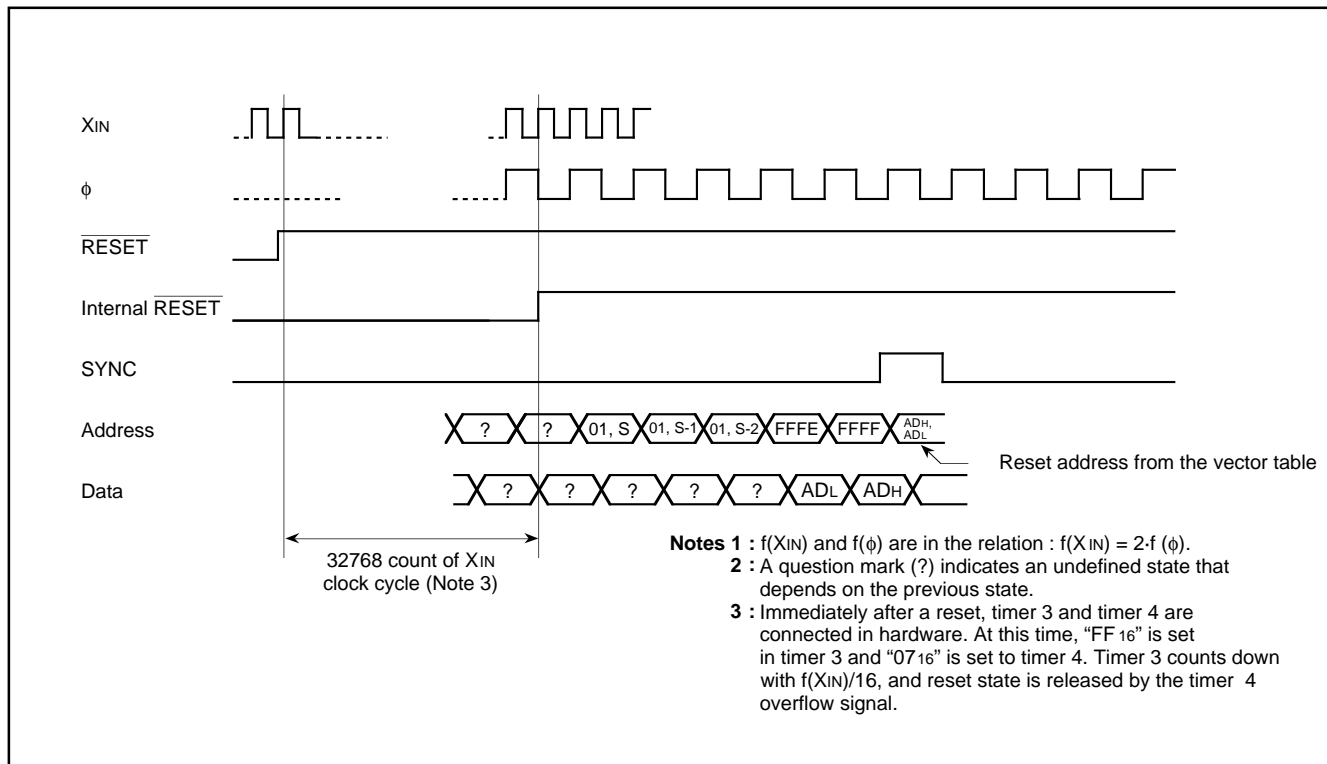 XIN
ϕ
RESET
Internal RESET
SYNC
Address
? ? 01, S 01, S-1 01, S-2 FFFE FFFF ADH,
ADL
Reset address from the vector table
Data
? ? ? ? ? ADL ADH
32768 count of XIN
clock cycle (Note 3)
Notes 1 : f(XIN) and f(ϕ) are in the relation : f(XIN) = 2·f (ϕ).
2 : A question mark (?) indicates an undefined state that
depends on the previous state.
3 : Immediately after a reset, timer 3 and timer 4 are
connected in hardware. At this time, “FF16” is set
in timer 3 and “0716” is set to timer 4. Timer 3 counts down
with f(XIN)/16, and reset state is released by the timer 4
overflow signal.